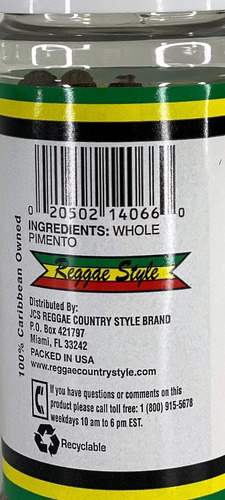 0 20502 14066 0
INGREDIENTS: WHOLE
PIMENTO
100% Caribbean Owned
Reggae Style
Distributed By:
JCS REGGAE COUNTRY STYLE BRAND
P.O. Box 421797
Miami, FL 33242
PACKED IN USA
www.reggaecountrystyle.com
If you have questions or comments on this
product please call toll free: 1 (800) 915-5678
weekdays 10 am to 6 pm EST.
Recyclable